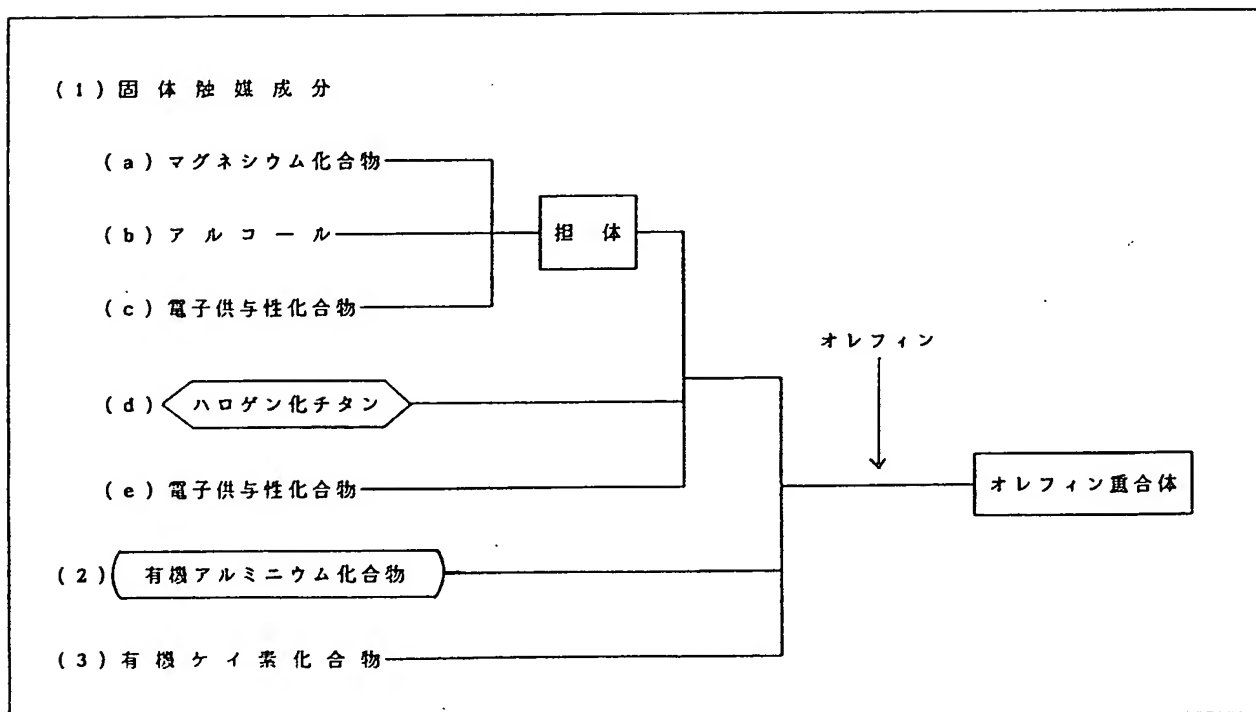 (1) 固体触媒成分
(a) マグネシウム化合物
(b) アルコール
担体
(c) 電子供与性化合物
オレフィン
(d) ハロゲン化チタン
(e) 電子供与性化合物
オレフィン重合体
(2) 有機アルミニウム化合物
(3) 有機ケイ素化合物